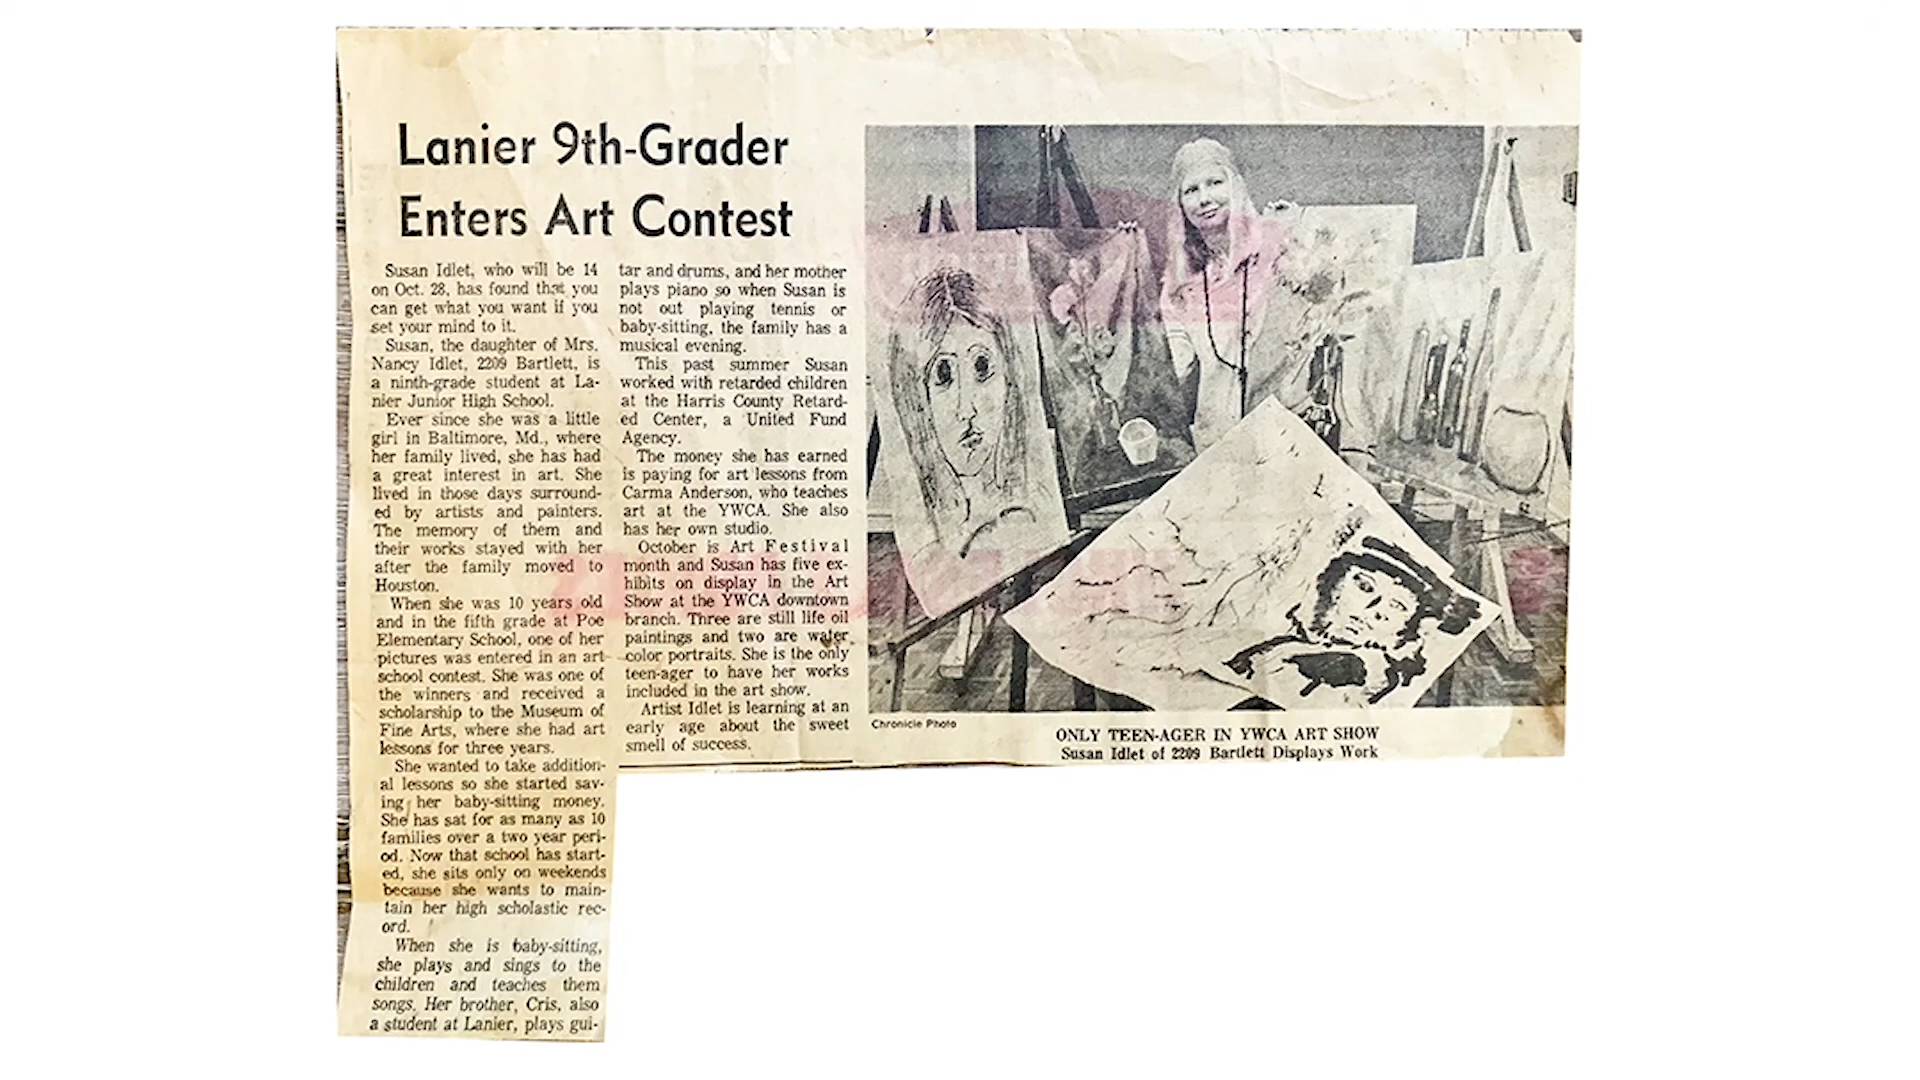 Lanier 9th-Grader
Enters Art Contest
Susan Idlet, who will be 14
on Oct. 28, has found that you
can get what you want if you
set your mind to it.
Susan, the daughter of Mrs.
Nancy Idlet, 2209 Bartlett, is
a ninth-grade student at La-
nier Junior High School.
Ever since she was a little
girl in Baltimore, Md., where
her family lived, she has had
a great interest in art. She
lived in those days surround-
ed by artists and painters.
The memory of them and
their works stayed with her
after the family moved to
Houston.
When she was 10 years old
and in the fifth grade at Poe
Elementary School, one of her
pictures was entered in an art
school contest. She was one of
the winners and received a
scholarship to the Museum of
Fine Arts, where she had art
lessons for three years.
She wanted to take addition-
al lessons so she started sav-
ing her baby-sitting money.
She has sat for as many as 10
families over a two year peri-
od. Now that school has start-
ed, she sits only on weekends
because she wants to main-
tain her high scholastic rec-
ord.
When she is baby-sitting,
she plays and sings to the
children and teaches them
songs. Her brother, Cris, also
a student at Lanier, plays gui-
tar and drums, and her mother
plays piano so when Susan is
not out playing tennis or
baby-sitting, the family has a
musical evening.
This past summer Susan
worked with retarded children
at the Harris County Retard-
ed Center, a United Fund
Agency.
The money she has earned
is paying for art lessons from
Carma Anderson, who teaches
art at the YWCA. She also
has her own studio.
October is Art Festival
month and Susan has five ex-
hibits on display in the Art
Show at the YWCA downtown
branch. Three are still life oil
paintings and two are water
color portraits. She is the only
teen-ager to have her works
included in the art show.
Artist Idlet is learning at an
early age about the sweet
smell of success.
Chronicle Photo
ONLY TEEN-AGER IN YWCA ART SHOW
Susan Idlet of 2209 Bartlett Displays Work